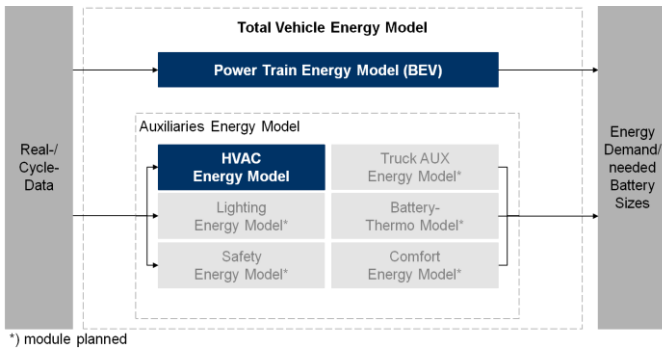 Total Vehicle Energy Model
Power Train Energy Model (BEV)
Auxiliaries Energy Model
Real-/
Cycle-
Data
HVAC
Energy Model
Truck AUX
Energy Model*
Lighting
Energy Model*
Battery-
Thermo Model*
Safety
Energy Model*
Comfort
Energy Model*
Energy
Demand/
needed
Battery
Sizes
*) module planned